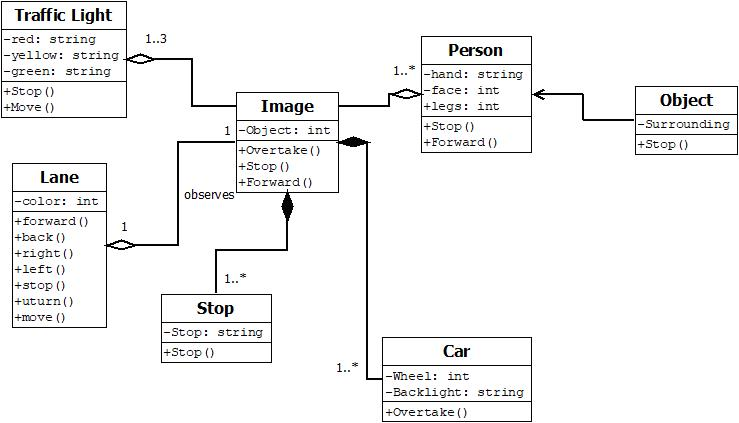 Traffic Light
-red: string
-yellow: string
-green: string
+Stop()
+Move()
1..3
Person
-hand: string
-face: int
+legs: int
+Stop()
+Forward()
1..*
Object
-Surrounding
+Stop()
Image
-Object: int
+Overtake()
+Stop()
+Forward()
1
observes
Lane
-color: int
+forward()
+back()
+right()
+left()
+stop()
+uturn()
+move()
1
1..*
Stop
-Stop: string
+Stop()
1..*
Car
-Wheel: int
-Backlight: string
+Overtake()